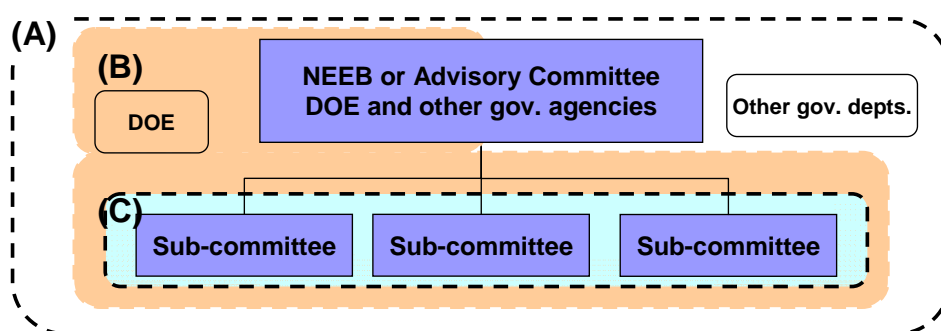 (A)
(B)
NEEB or Advisory Committee
DOE and other gov. agencies
DOE
Other gov. depts.
(C)
Sub-committee
Sub-committee
Sub-committee